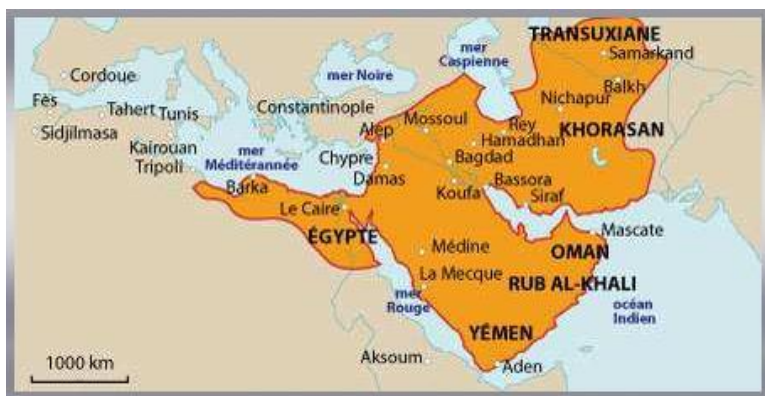 TRANSUXIANE
Samarkand
mer
Caspienne
Cordoue
mer Noire
Balkh
Nichapur
Fès
Tahert
Tunis
Constantinople
Mossoul
Rey
Alep
Hamadhan
KHORASAN
Sidjilmasa
Kairouan
Tripoli
mer
Méditérannée
Chypre
Bagdad
Damas
Koufa
Bassora
Siraf
Barka
Le Caire
ÉGYPTE
Mascate
Médine
OMAN
La Mecque
RUB AL-KHALI
mer
Rouge
océan
Indien
YÉMEN
1000 km
Aksoum
Aden